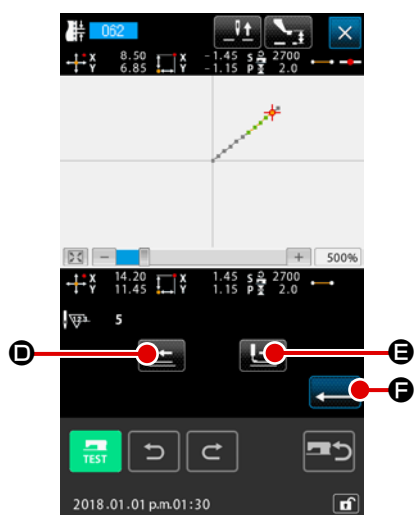 062
X 8.50 X -1.45 S 2700
Y 6.85 Y -1.15 P 2.0
500%
X 14.20 X 1.45 S 2700
Y 11.45 Y 1.15 P 2.0
123 5
D E
F
TEST
2018.01.01 p.m.01:30